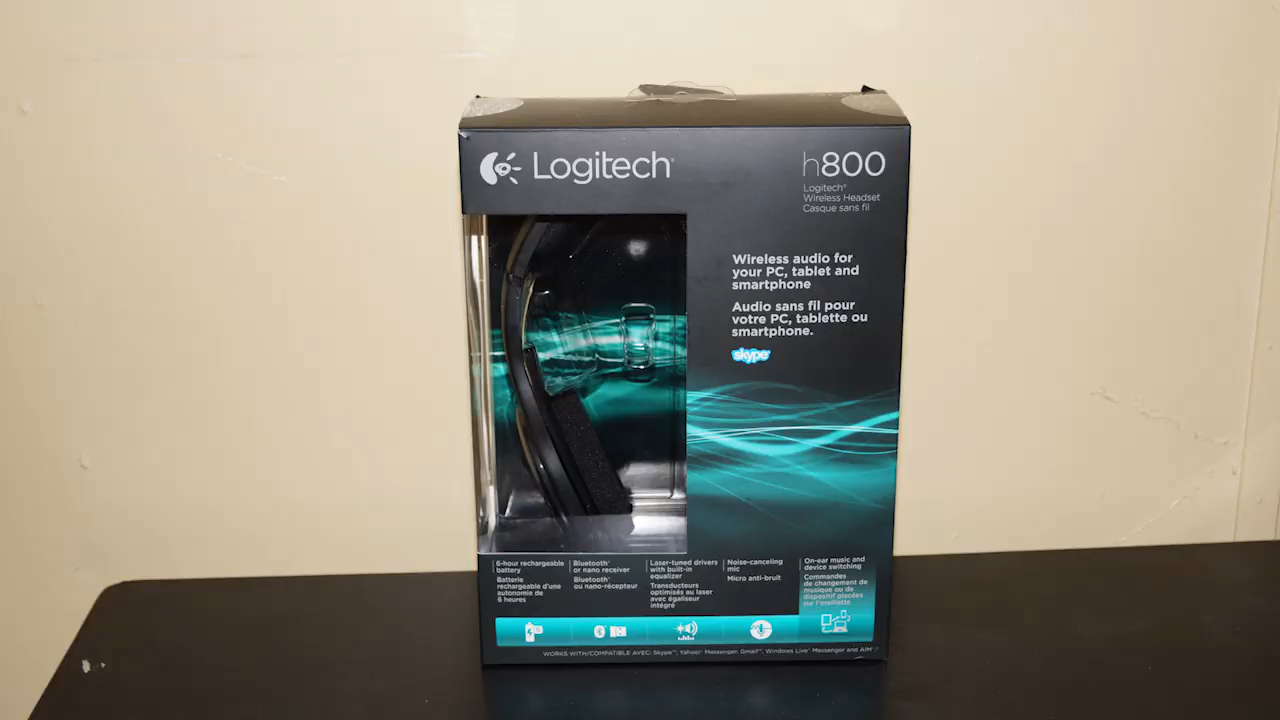 Logitech®
h800
Logitech®
Wireless Headset
Casque sans fil
Wireless audio for
your PC, tablet and
smartphone
Audio sans fil pour
votre PC, tablette ou
smartphone.
skype™
6-hour rechargeable
battery
Batterie
rechargeable d'une
autonomie de
6 heures
Bluetooth®
or nano receiver
Bluetooth®
ou nano-récepteur
Laser-tuned drivers
with built-in
equalizer
Transducteurs
optimisés au laser
avec égaliseur
intégré
Noise-canceling
mic
Micro anti-bruit
On-ear music and
device switching
Commandes
de changement de
musique ou de
dispositif placées
sur l'oreillette
WORKS WITH/COMPATIBLE AVEC: Skype™, Yahoo!® Messenger, Gmail™, Windows Live® Messenger and AIM®